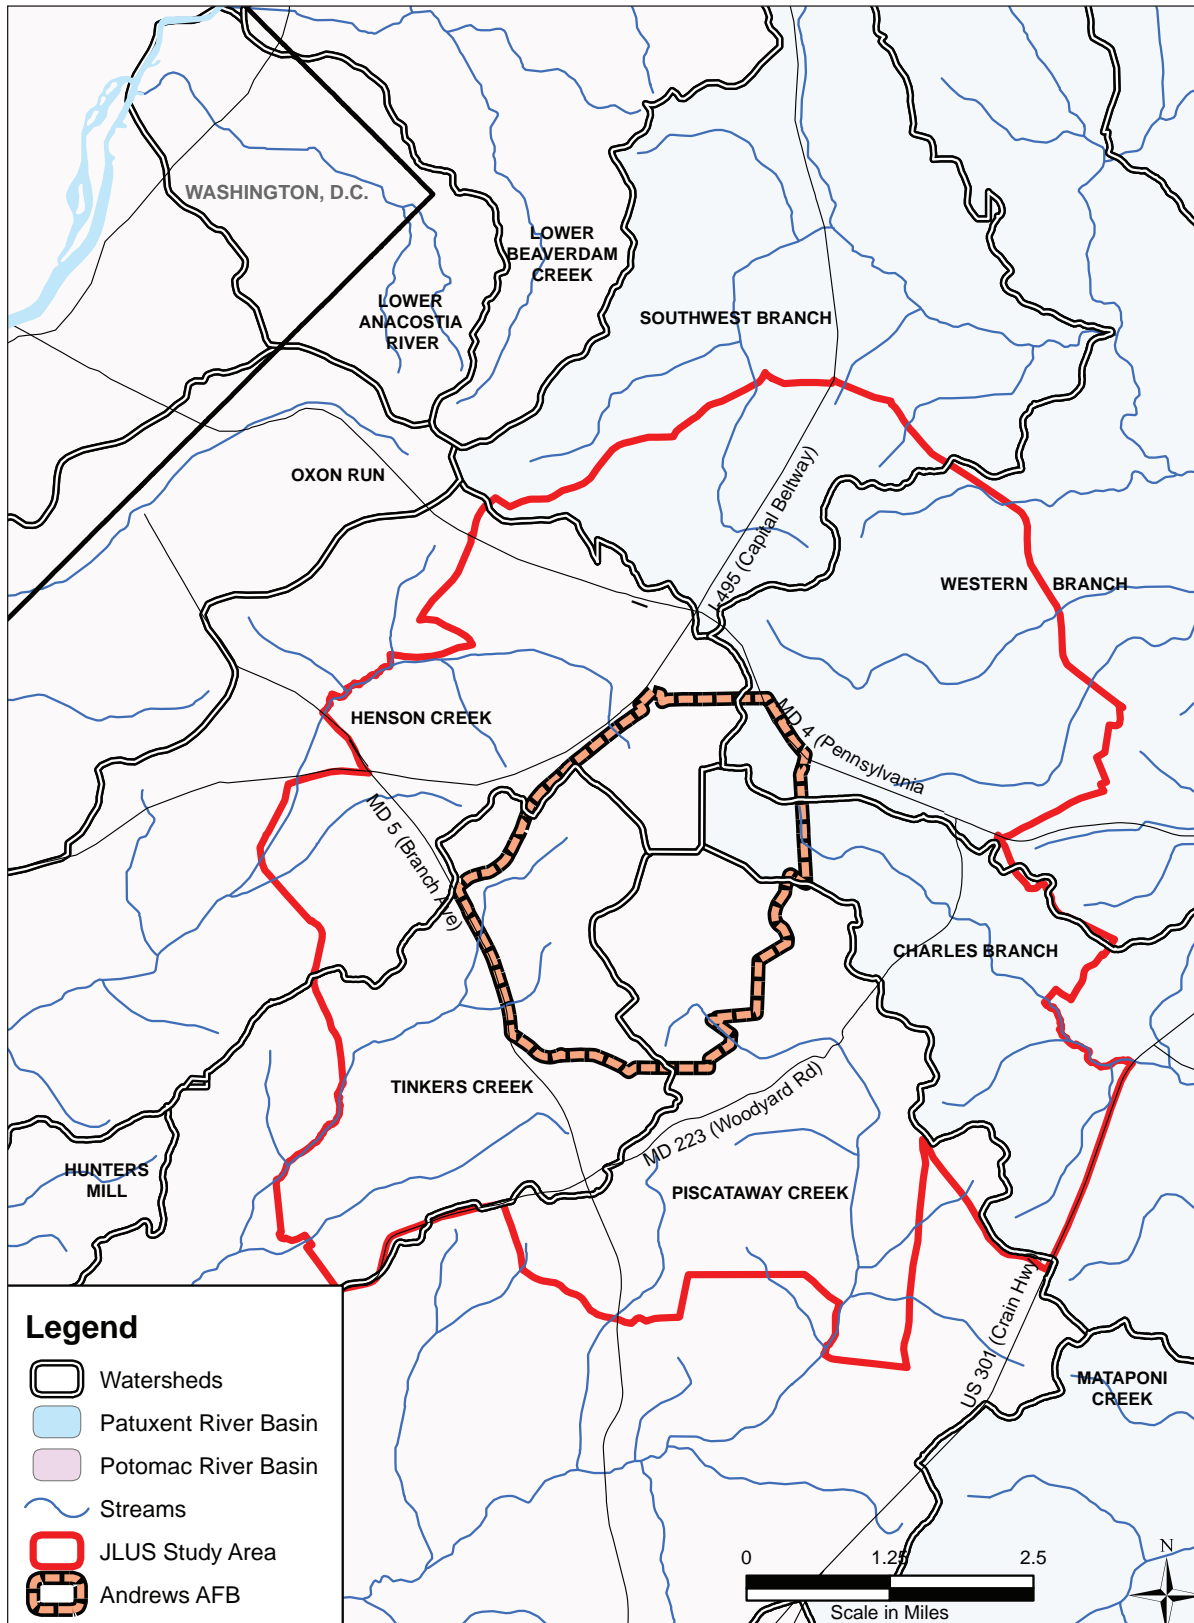 WASHINGTON, D.C.
LOWER
BEAVERDAM
CREEK
LOWER
ANACOSTIA
RIVER
SOUTHWEST BRANCH
OXON RUN
I-495 (Capital Beltway)
WESTERN BRANCH
HENSON CREEK
MD 4 (Pennsylvania
MD 5 (Branch Ave)
CHARLES BRANCH
TINKERS CREEK
MD 223 (Woodyard Rd)
HUNTERS
MILL
PISCATAWAY CREEK
US 301 (Crain Hwy)
MATAPONI
CREEK
Legend
Watersheds
Patuxent River Basin
Potomac River Basin
Streams
JLUS Study Area
Andrews AFB
0 1.25 2.5
Scale in Miles
N